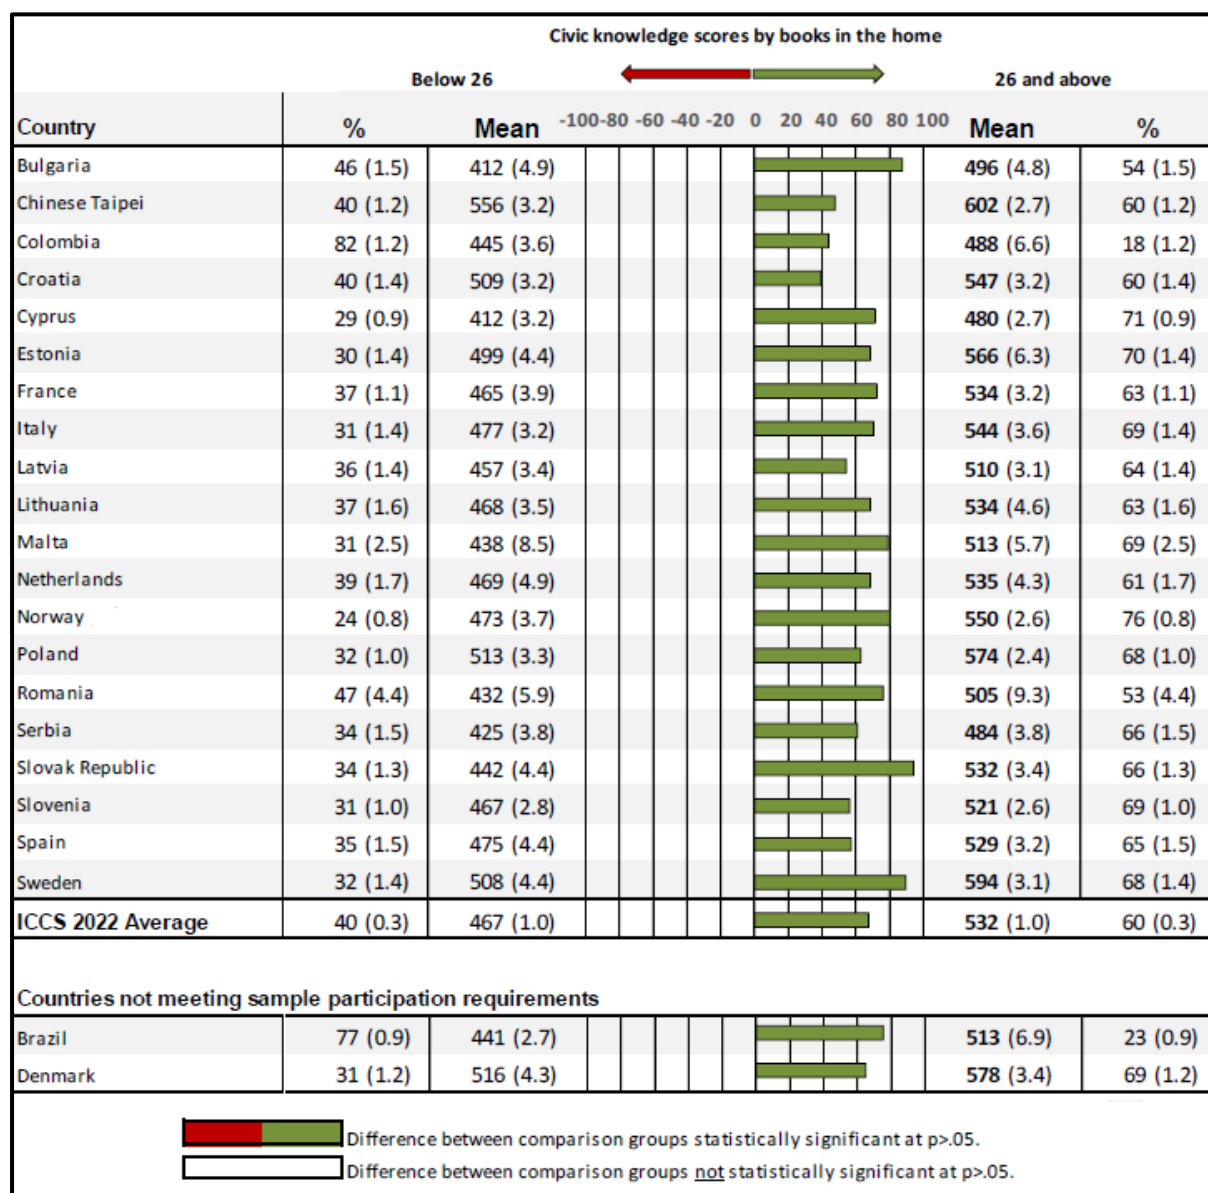 Civic knowledge scores by books in the home
Below 26 26 and above
Country % Mean -100-80 -60 -40 -20 0 20 40 60 80 100 Mean %
Bulgaria 46 (1.5) 412 (4.9) 496 (4.8) 54 (1.5)
Chinese Taipei 40 (1.2) 556 (3.2) 602 (2.7) 60 (1.2)
Colombia 82 (1.2) 445 (3.6) 488 (6.6) 18 (1.2)
Croatia 40 (1.4) 509 (3.2) 547 (3.2) 60 (1.4)
Cyprus 29 (0.9) 412 (3.2) 480 (2.7) 71 (0.9)
Estonia 30 (1.4) 499 (4.4) 566 (6.3) 70 (1.4)
France 37 (1.1) 465 (3.9) 534 (3.2) 63 (1.1)
Italy 31 (1.4) 477 (3.2) 544 (3.6) 69 (1.4)
Latvia 36 (1.4) 457 (3.4) 510 (3.1) 64 (1.4)
Lithuania 37 (1.6) 468 (3.5) 534 (4.6) 63 (1.6)
Malta 31 (2.5) 438 (8.5) 513 (5.7) 69 (2.5)
Netherlands 39 (1.7) 469 (4.9) 535 (4.3) 61 (1.7)
Norway 24 (0.8) 473 (3.7) 550 (2.6) 76 (0.8)
Poland 32 (1.0) 513 (3.3) 574 (2.4) 68 (1.0)
Romania 47 (4.4) 432 (5.9) 505 (9.3) 53 (4.4)
Serbia 34 (1.5) 425 (3.8) 484 (3.8) 66 (1.5)
Slovak Republic 34 (1.3) 442 (4.4) 532 (3.4) 66 (1.3)
Slovenia 31 (1.0) 467 (2.8) 521 (2.6) 69 (1.0)
Spain 35 (1.5) 475 (4.4) 529 (3.2) 65 (1.5)
Sweden 32 (1.4) 508 (4.4) 594 (3.1) 68 (1.4)
ICCS 2022 Average 40 (0.3) 467 (1.0) 532 (1.0) 60 (0.3)
Countries not meeting sample participation requirements
Brazil 77 (0.9) 441 (2.7) 513 (6.9) 23 (0.9)
Denmark 31 (1.2) 516 (4.3) 578 (3.4) 69 (1.2)
Difference between comparison groups statistically significant at p>.05.
Difference between comparison groups not statistically significant at p>.05.